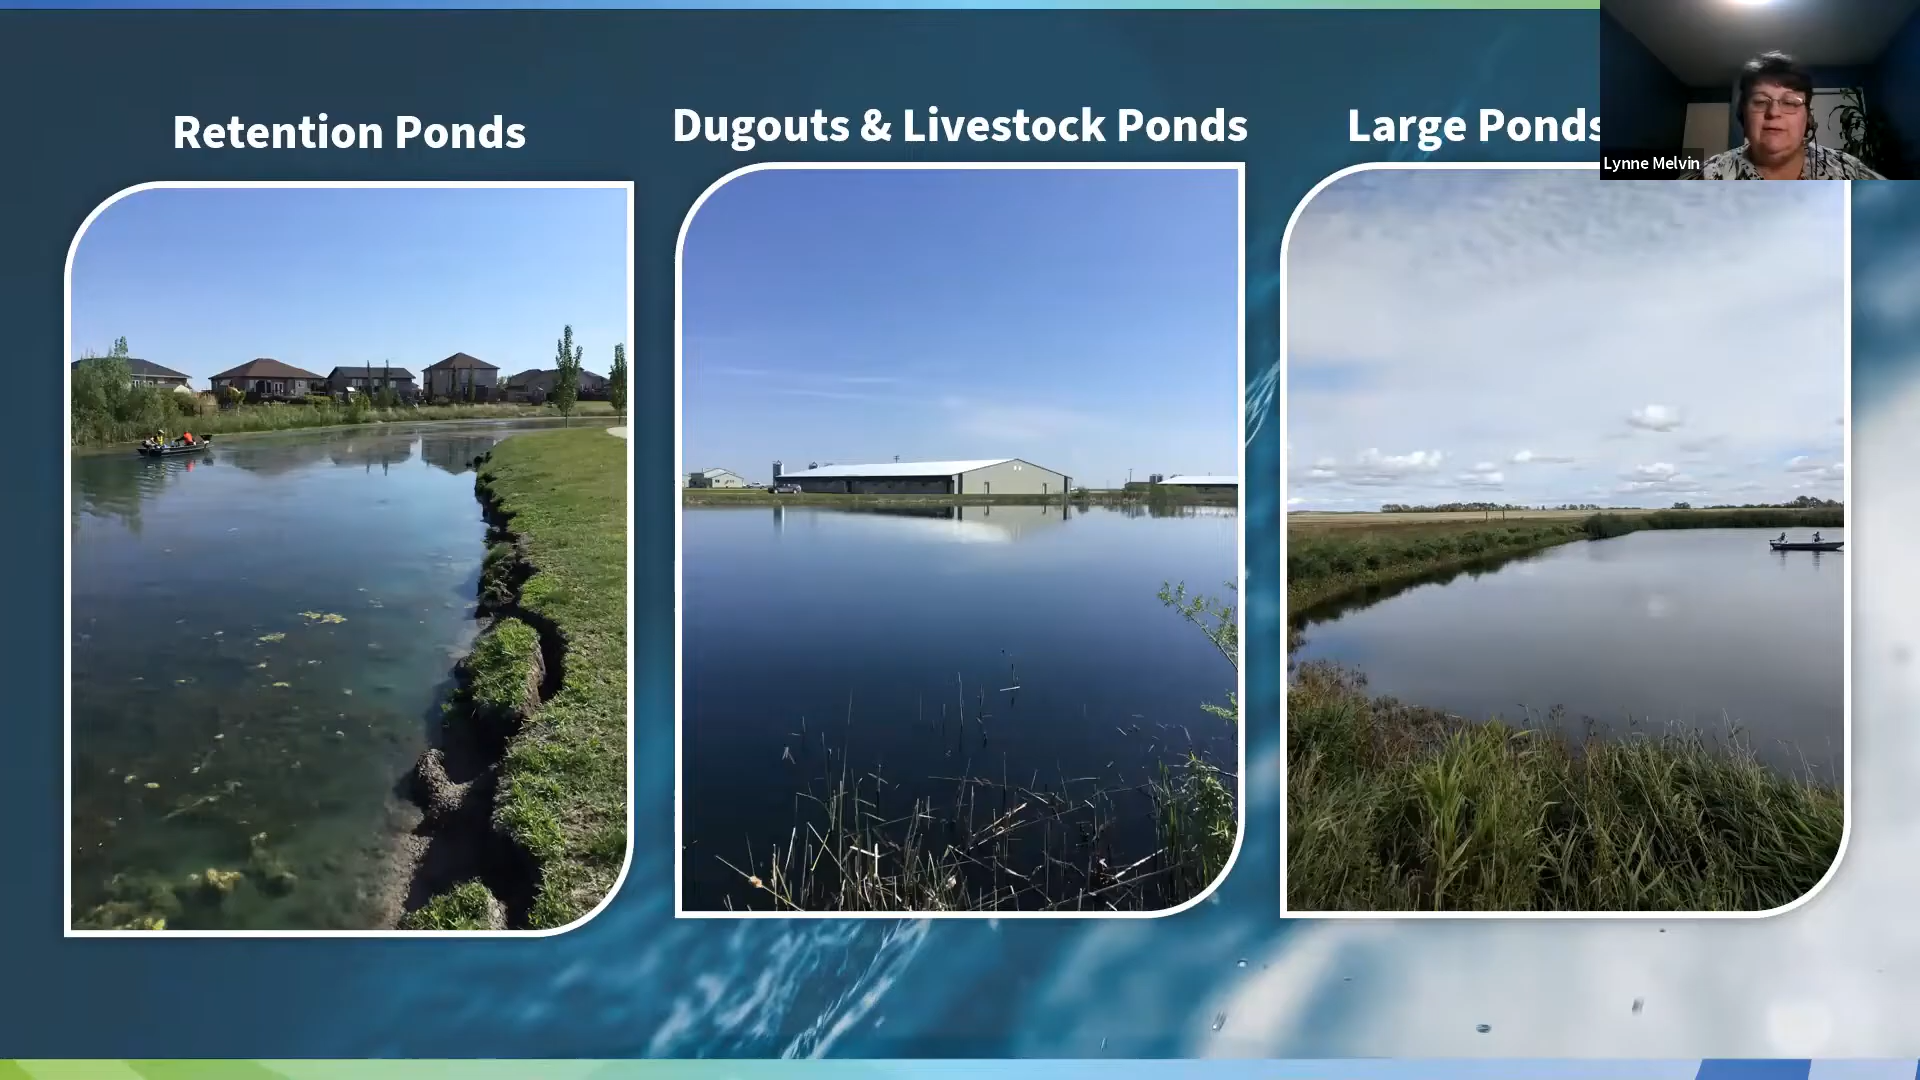 Retention Ponds
Dugouts & Livestock Ponds
Large Ponds
Lynne Melvin